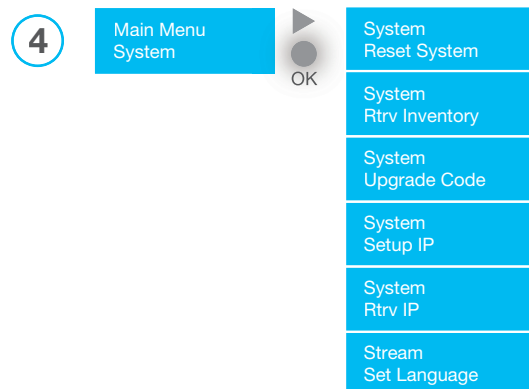 4
Main Menu
System
OK
System
Reset System
System
Rtrv Inventory
System
Upgrade Code
System
Setup IP
System
Rtrv IP
Stream
Set Language